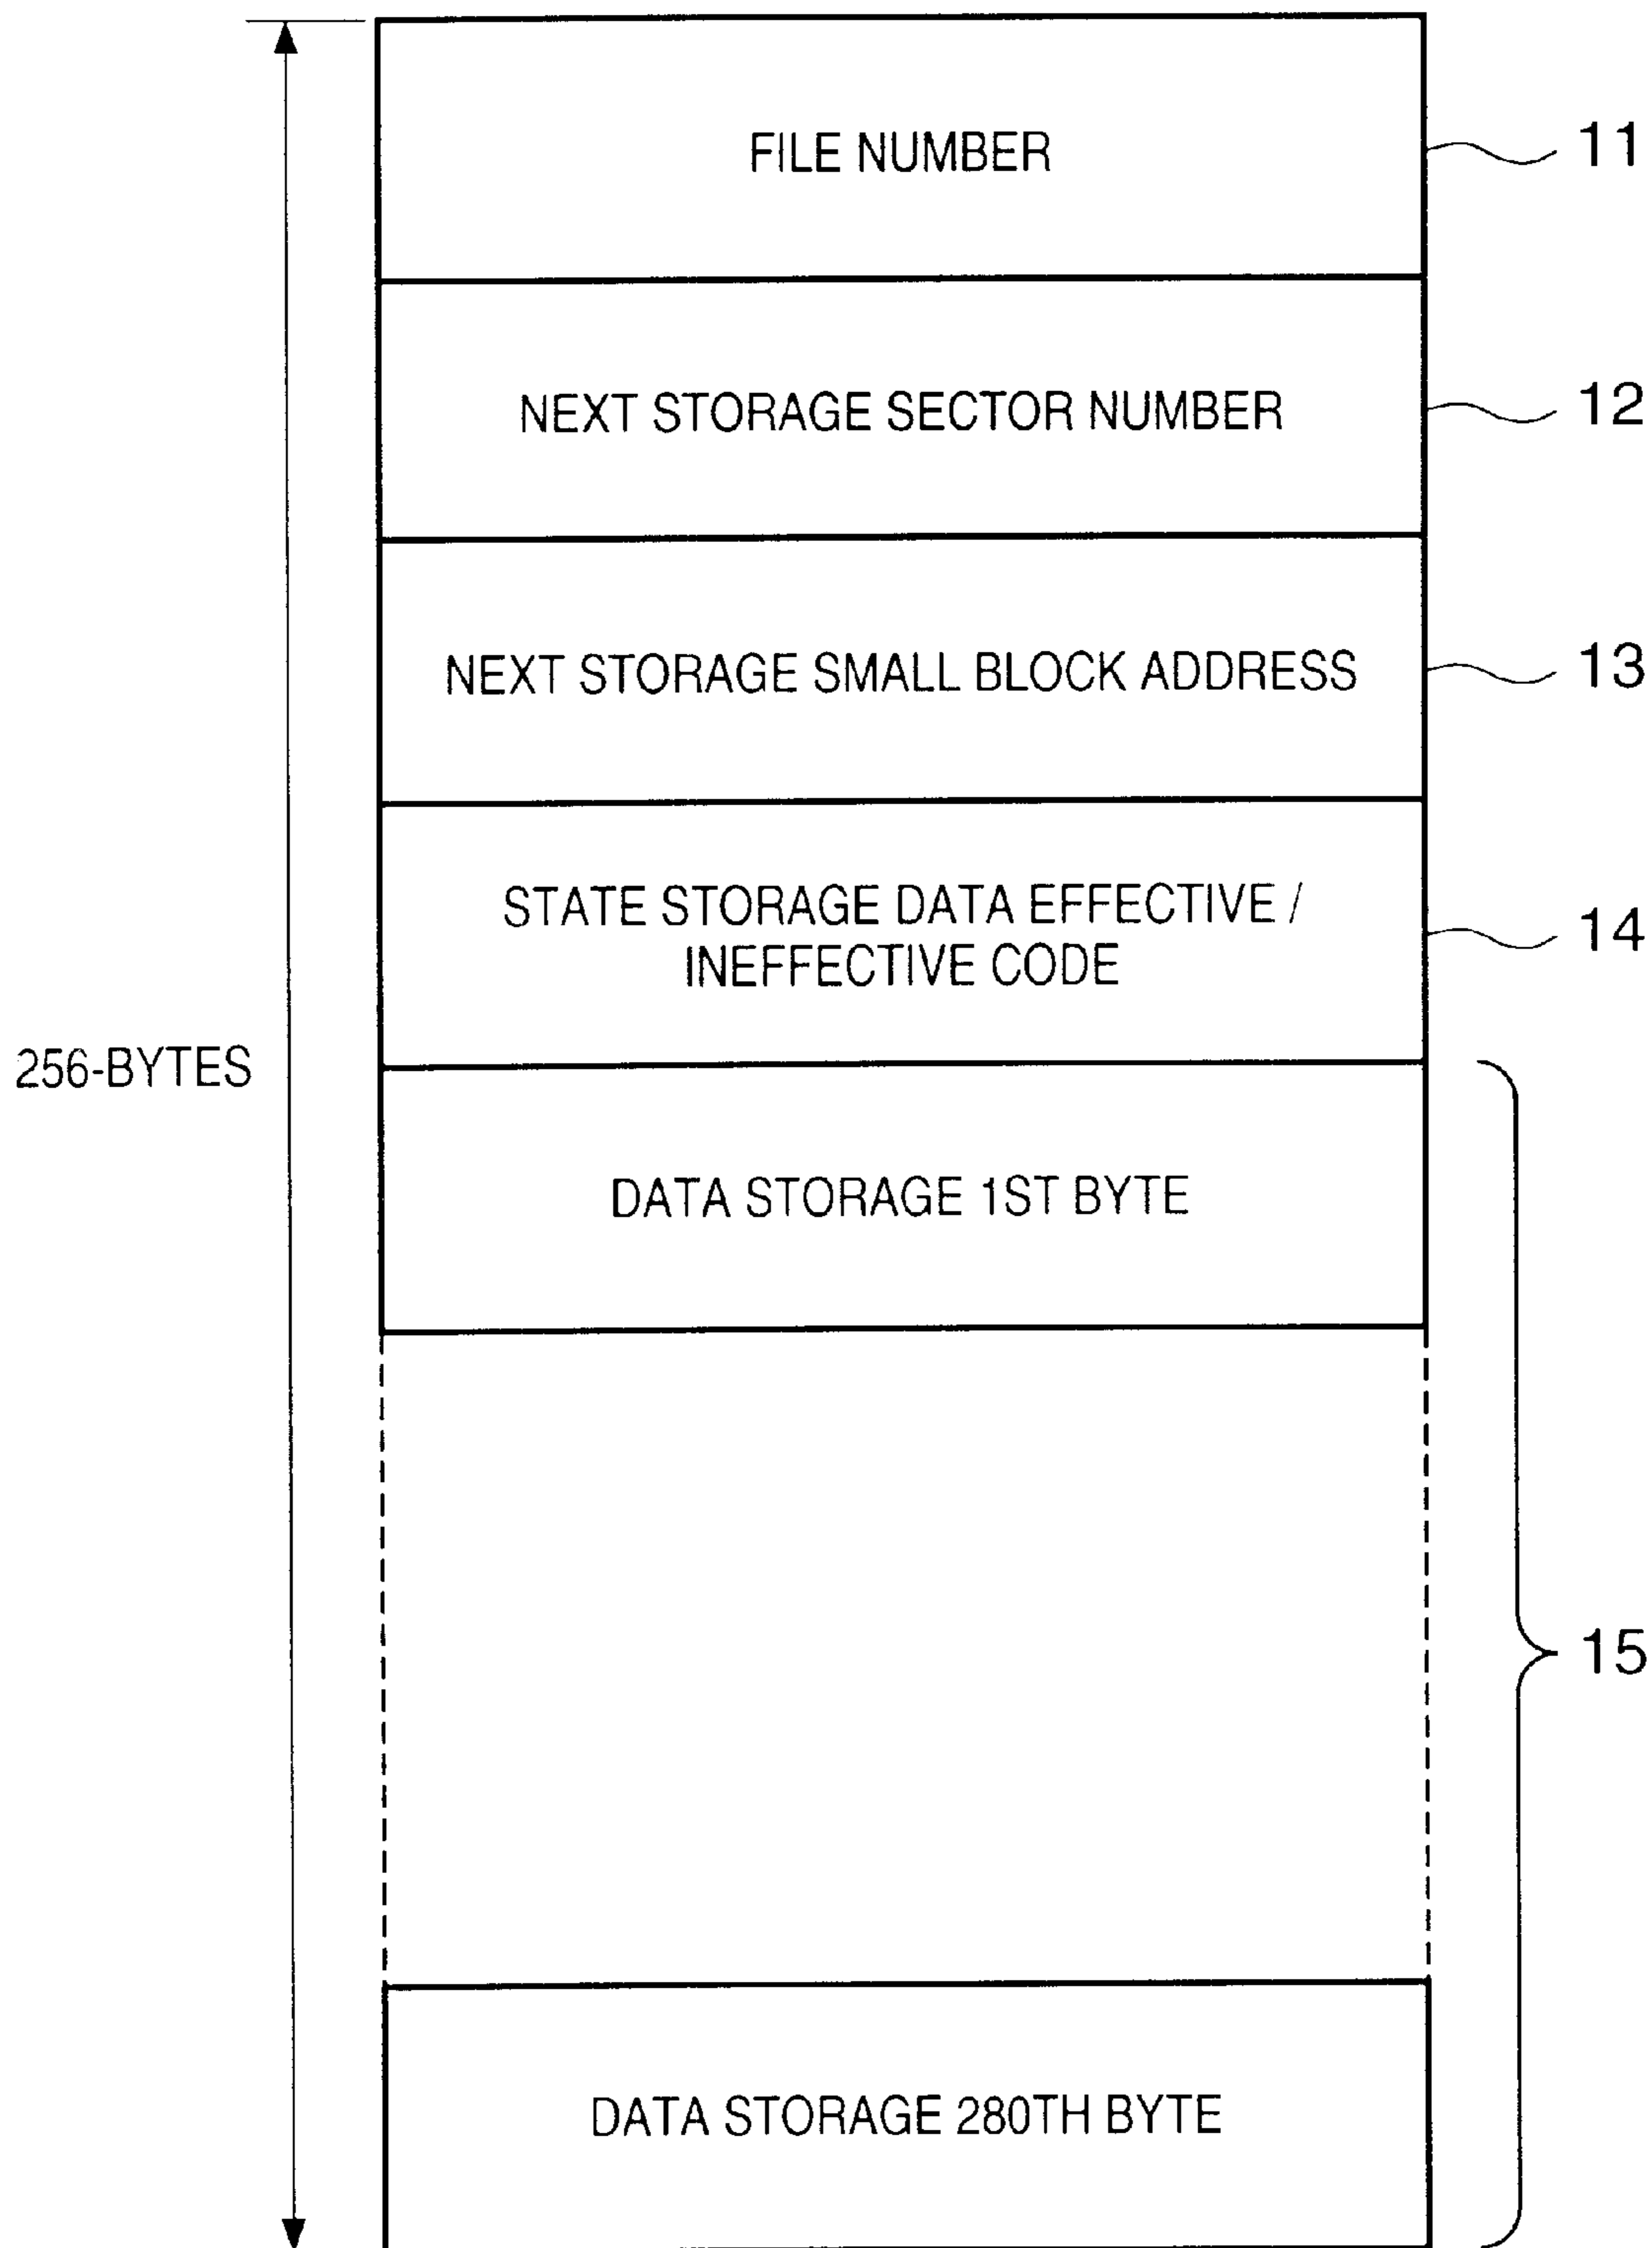 FILE NUMBER
11
NEXT STORAGE SECTOR NUMBER
12
NEXT STORAGE SMALL BLOCK ADDRESS
13
STATE STORAGE DATA EFFECTIVE /
INEFFECTIVE CODE
14
256-BYTES
DATA STORAGE 1ST BYTE
15
DATA STORAGE 280TH BYTE